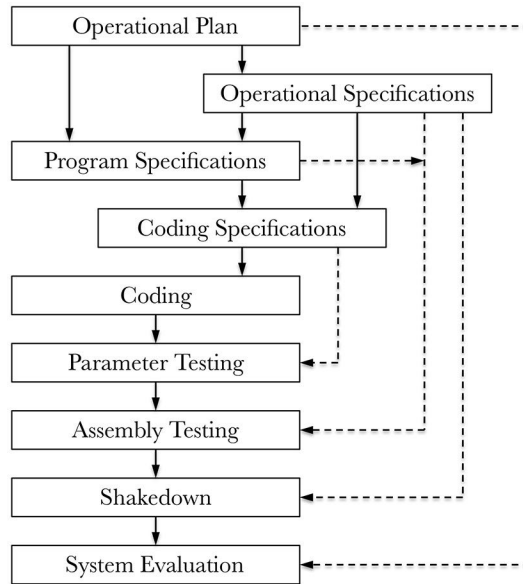 Operational Plan
Operational Specifications
Program Specifications
Coding Specifications
Coding
Parameter Testing
Assembly Testing
Shakedown
System Evaluation